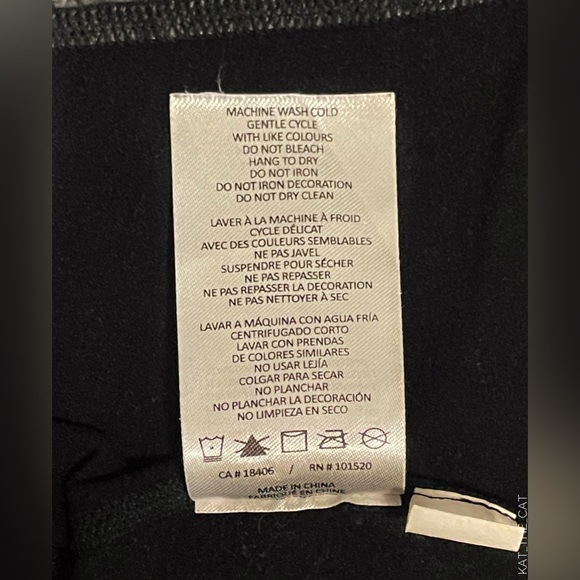 MACHINE WASH COLD
GENTLE CYCLE
WITH LIKE COLOURS
DO NOT BLEACH
HANG TO DRY
DO NOT IRON
DO NOT IRON DECORATION
DO NOT DRY CLEAN
LAVER À LA MACHINE À FROID
CYCLE DÉLICAT
AVEC DES COULEURS SEMBLABLES
NE PAS JAVEL
SUSPENDRE POUR SÉCHER
NE PAS REPASSER
NE PAS REPASSER LA DECORATION
NE PAS NETTOYER À SEC
LAVAR A MÁQUINA CON AGUA FRÍA
CENTRIFUGADO CORTO
LAVAR CON PRENDAS
DE COLORES SIMILARES
NO USAR LEJÍA
COLGAR PARA SECAR
NO PLANCHAR
NO PLANCHAR LA DECORACIÓN
NO LIMPIEZA EN SECO
CA # 18406 / RN # 101520
MADE IN CHINA
FABRIQUÉ EN CHINE
KAT_THE CAT